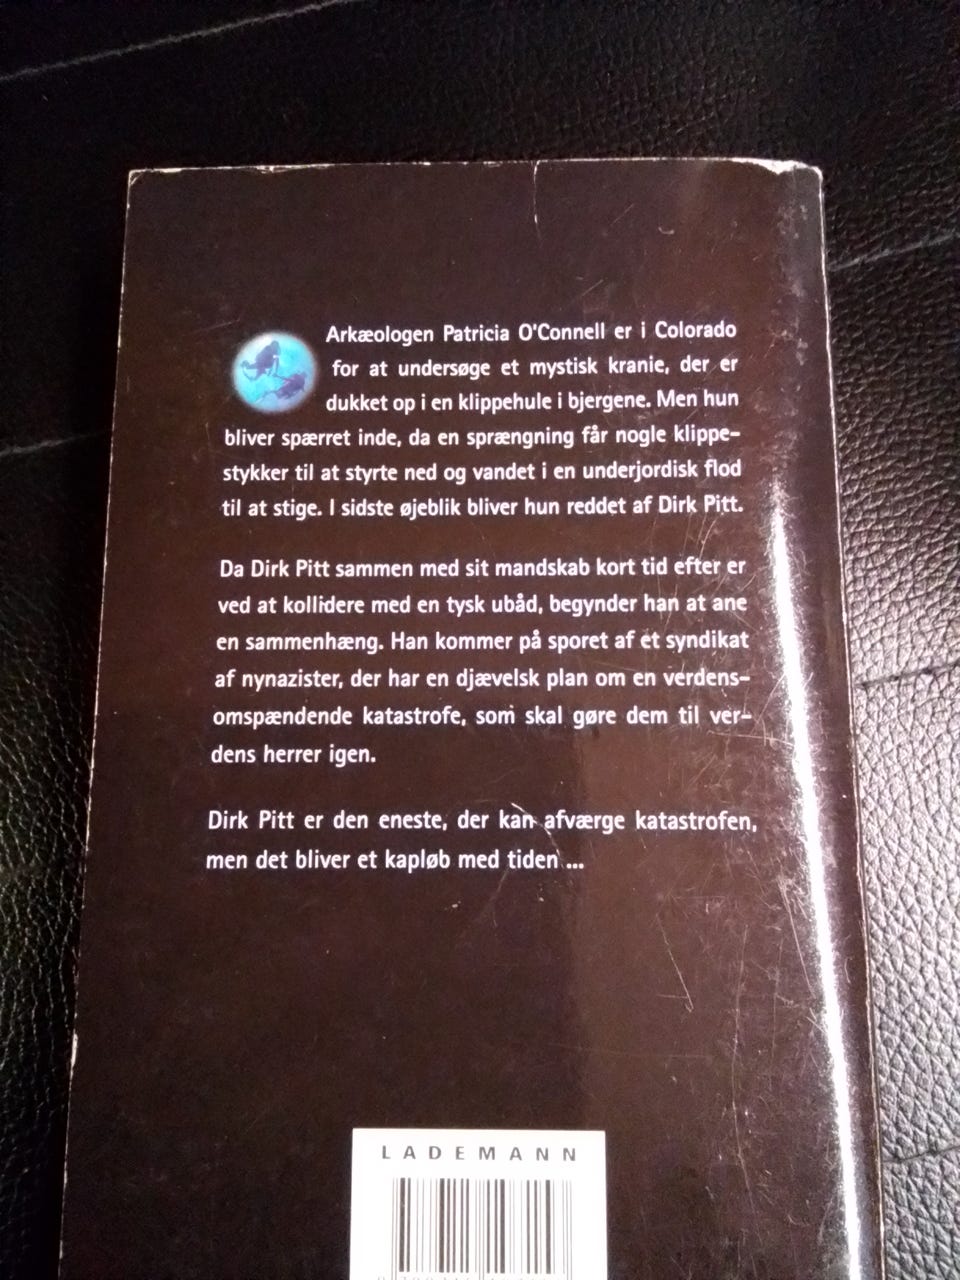 Arkæologen Patricia O'Connell er i Colorado
for at undersøge et mystisk kranie, der er
dukket op i en klippehule i bjergene. Men hun
bliver spærret inde, da en sprængning får nogle klippe-
stykker til at styrte ned og vandet i en underjordisk flod
til at stige. I sidste øjeblik bliver hun reddet af Dirk Pitt.
Da Dirk Pitt sammen med sit mandskab kort tid efter er
ved at kollidere med en tysk ubåd, begynder han at ane
en sammenhæng. Han kommer på sporet af et syndikat
af nynazister, der har en djævelsk plan om en verdens-
omspændende katastrofe, som skal gøre dem til ver-
dens herrer igen.
Dirk Pitt er den eneste, der kan afværge katastrofen,
men det bliver et kapløb med tiden ...
LADEMANN